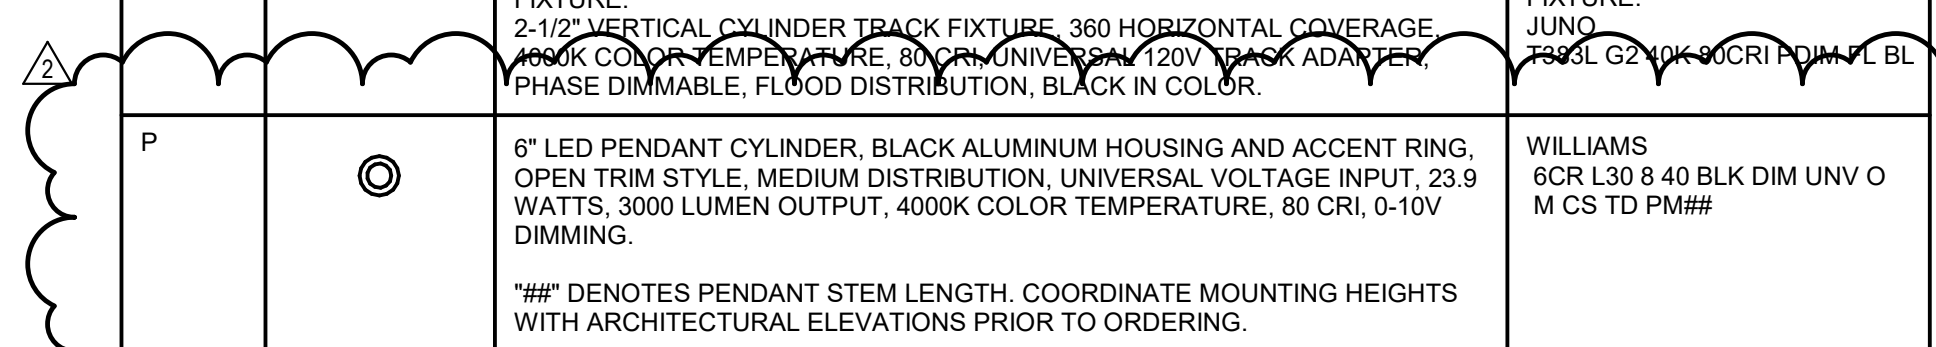 FIXTURE:
2-1/2" VERTICAL CYLINDER TRACK FIXTURE, 360 HORIZONTAL COVERAGE,
4000K COLOR TEMPERATURE, 80 CRI, UNIVERSAL 120V TRACK ADAPTER,
PHASE DIMMABLE, FLOOD DISTRIBUTION, BLACK IN COLOR.
FIXTURE:
JUNO
T383L G2 40K 80CRI PDIM FL BL
2
P
6" LED PENDANT CYLINDER, BLACK ALUMINUM HOUSING AND ACCENT RING,
OPEN TRIM STYLE, MEDIUM DISTRIBUTION, UNIVERSAL VOLTAGE INPUT, 23.9
WATTS, 3000 LUMEN OUTPUT, 4000K COLOR TEMPERATURE, 80 CRI, 0-10V
DIMMING.
"##" DENOTES PENDANT STEM LENGTH. COORDINATE MOUNTING HEIGHTS
WITH ARCHITECTURAL ELEVATIONS PRIOR TO ORDERING.
WILLIAMS
6CR L30 8 40 BLK DIM UNV O
M CS TD PM##